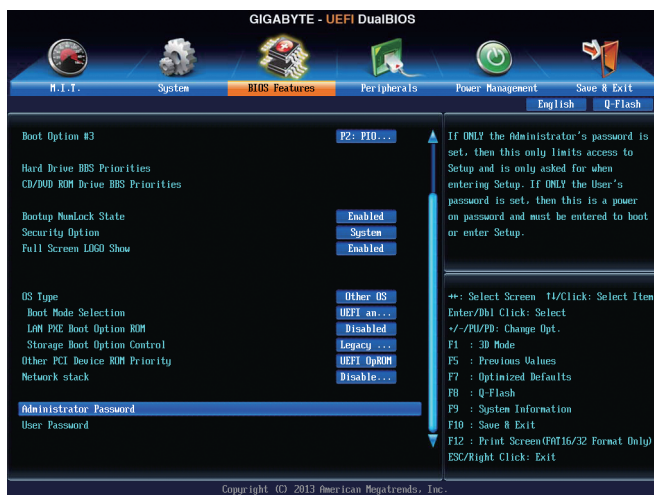 GIGABYTE - UEFI DualBIOS
M.I.T.
System
BIOS Features
Peripherals
Power Management
Save & Exit
English
Q-Flash
Boot Option #3 P2: PIO...
Hard Drive BBS Priorities
CD/DVD ROM Drive BBS Priorities
Bootup NumLock State Enabled
Security Option System
Full Screen LOGO Show Enabled
OS Type Other OS
Boot Mode Selection UEFI an...
LAN PXE Boot Option ROM Disabled
Storage Boot Option Control Legacy ...
Other PCI Device ROM Priority UEFI OpROM
Network stack Disable...
Administrator Password
User Password
If ONLY the Administrator's password is
set, then this only limits access to
Setup and is only asked for when
entering Setup. If ONLY the User's
password is set, then this is a power
on password and must be entered to boot
or enter Setup.
→←: Select Screen ↑↓/Click: Select Item
Enter/Dbl Click: Select
+/-/PU/PD: Change Opt.
F1 : 3D Mode
F5 : Previous Values
F7 : Optimized Defaults
F8 : Q-Flash
F9 : System Information
F10 : Save & Exit
F12 : Print Screen(FAT16/32 Format Only)
ESC/Right Click: Exit
Copyright (C) 2013 American Megatrends, Inc.